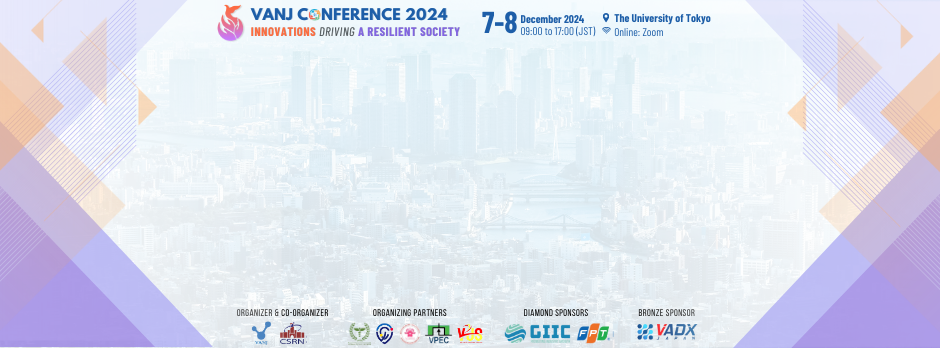 VANJ CONFERENCE 2024
INNOVATIONS DRIVING A RESILIENT SOCIETY
7-8
December 2024
09:00 to 17:00 (JST)
The University of Tokyo
Online: Zoom
ORGANIZER & CO-ORGANIZER
ORGANIZING PARTNERS
DIAMOND SPONSORS
BRONZE SPONSOR
VANJ
CSRN
VPEC
GIIC
FPT
VADX
JAPAN